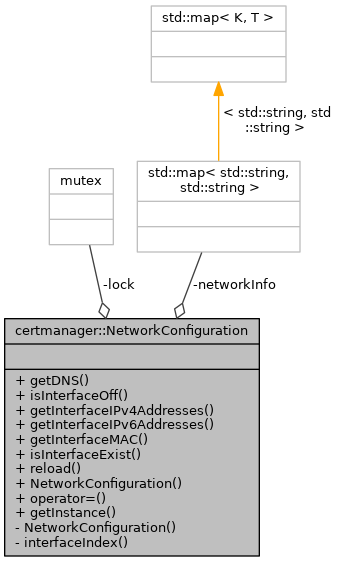 std::map< K, T >
< std::string, std
::string >
mutex
std::map< std::string,
std::string >
-lock
-networkInfo
certmanager::NetworkConfiguration
+ getDNS()
+ isInterfaceOff()
+ getInterfaceIPv4Addresses()
+ getInterfaceIPv6Addresses()
+ getInterfaceMAC()
+ isInterfaceExist()
+ reload()
+ NetworkConfiguration()
+ operator=()
+ getInstance()
- NetworkConfiguration()
- interfaceIndex()